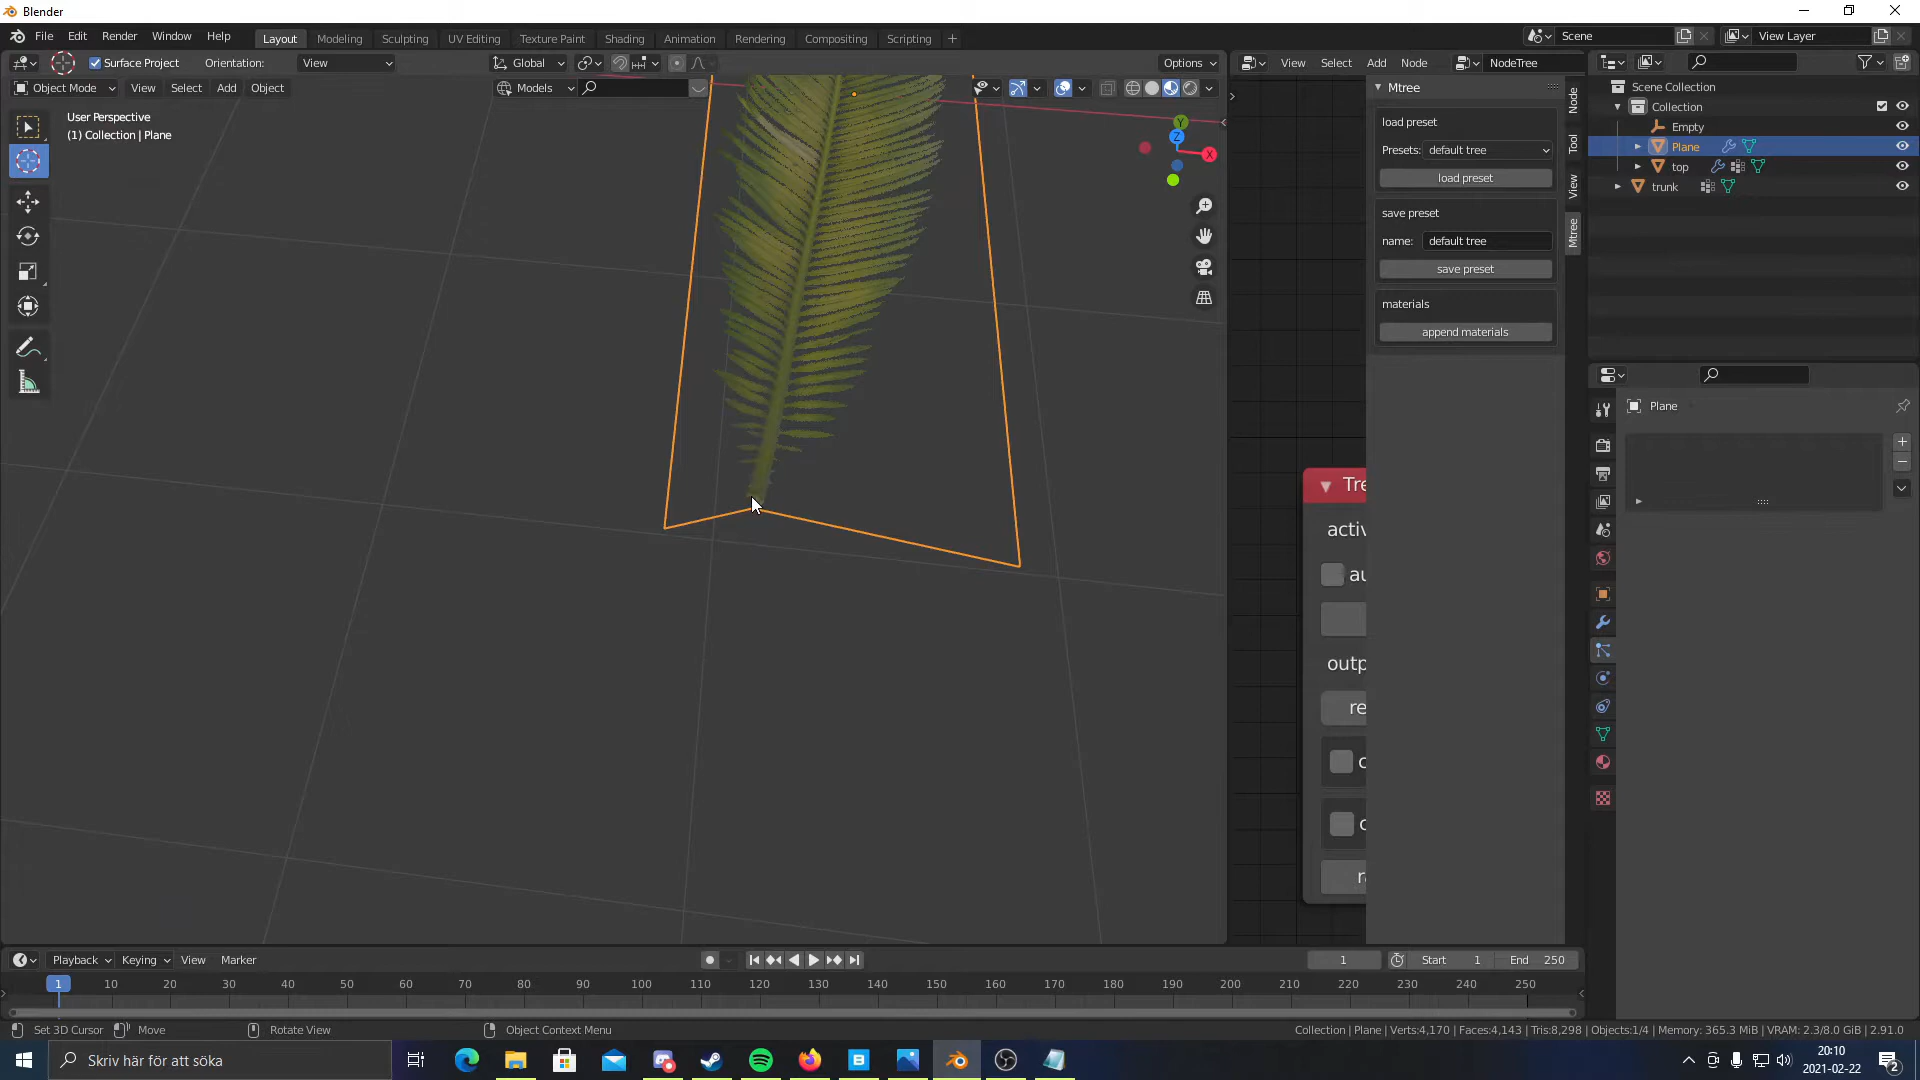 Blender
File Edit Render Window Help
Layout Modeling Sculpting UV Editing Texture Paint Shading Animation Rendering Compositing Scripting
Scene View Layer
Surface Project Orientation: View Global Options
View Select Add Node NodeTree
Object Mode View Select Add Object Models
User Perspective
(1) Collection | Plane
Z
Y
X
Mtree
load preset
Presets: default tree
load preset
save preset
name: default tree
save preset
materials
append materials
Node
Tool
View
Mtree
Scene Collection
Collection
Empty
Plane
top
trunk
Plane
Tre
activ
au
outp
re
c
c
ra
Playback Keying View Marker 1 Start 1 End 250
1 10 20 30 40 50 60 70 80 90 100 110 120 130 140 150 160 170 180 190 200 210 220 230 240 250
Set 3D Cursor Move Rotate View Object Context Menu
Collection | Plane | Verts:4,170 | Faces:4,143 | Tris:8,298 | Objects:1/4 | Memory: 365.3 MiB | VRAM: 2.3/8.0 GiB | 2.91.0
Skriv här för att söka
20:10
2021-02-22
2